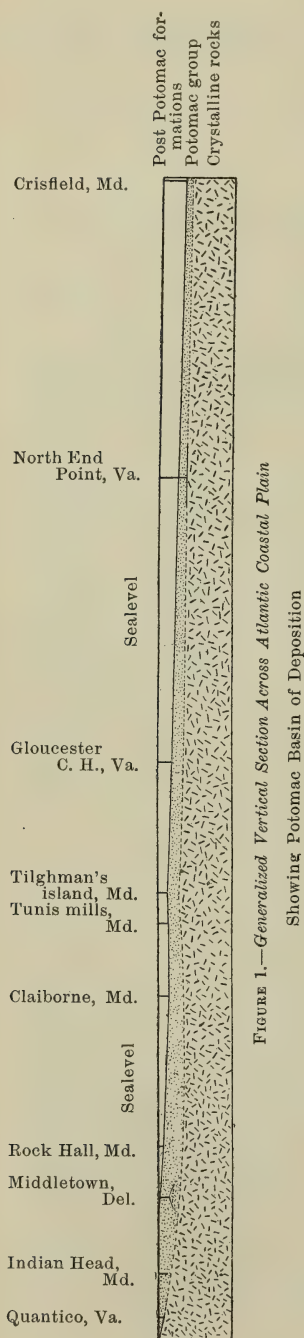 Post Potomac for-
mations
Potomac group
Crystalline rocks
Crisfield, Md.
North End
Point, Va.
Sealevel
Gloucester
C. H., Va.
Tilghman's
island, Md.
Tunis mills,
Md.
Claiborne, Md.
Sealevel
Rock Hall, Md.
Middletown,
Del.
Indian Head,
Md.
Quantico, Va.
FIGURE 1.—Generalized Vertical Section Across Atlantic Coastal Plain
Showing Potomac Basin of Deposition